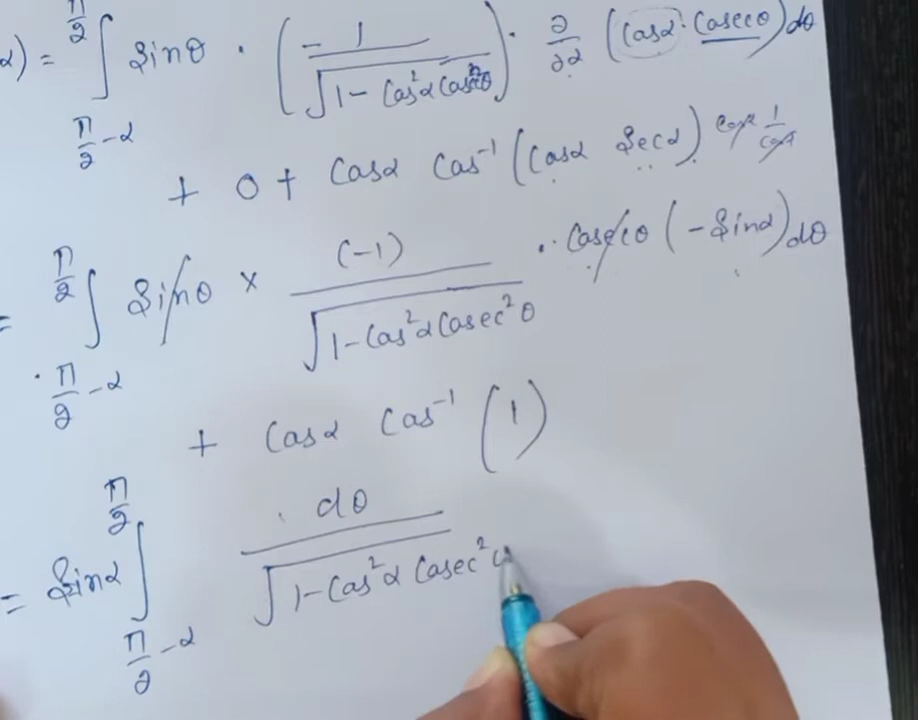 α) = ∫_{π/2 - α}^{π/2} Sinθ · ( -1 / √(1 - Cos²α Cosec²θ) ) · ∂/∂α (Cosα · Cosecθ) dθ
+ 0 + Cosα Cos⁻¹ (Cosα Secα)
= ∫_{π/2 - α}^{π/2} Sinθ × (-1) / √(1 - Cos²α Cosec²θ) · Cosecθ (-Sinα) dθ
+ Cosα Cos⁻¹ (1)
= Sinα ∫_{π/2 - α}^{π/2} dθ / √(1 - Cos²α Cosec²